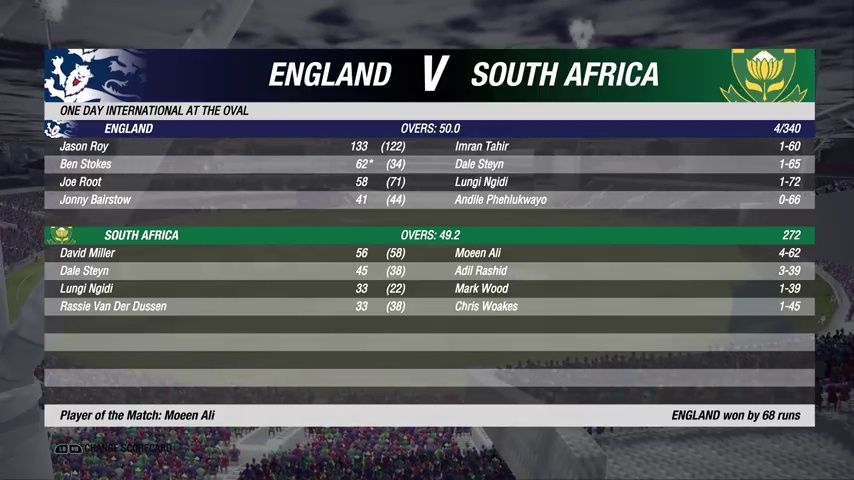 ENGLAND V SOUTH AFRICA
ONE DAY INTERNATIONAL AT THE OVAL
ENGLAND OVERS: 50.0 4/340
Jason Roy 133 (122) Imran Tahir 1-60
Ben Stokes 62* (34) Dale Steyn 1-65
Joe Root 58 (71) Lungi Ngidi 1-72
Jonny Bairstow 41 (44) Andile Phehlukwayo 0-66
SOUTH AFRICA OVERS: 49.2 272
David Miller 56 (58) Moeen Ali 4-62
Dale Steyn 45 (38) Adil Rashid 3-39
Lungi Ngidi 33 (22) Mark Wood 1-39
Rassie Van Der Dussen 33 (38) Chris Woakes 1-45
Player of the Match: Moeen Ali ENGLAND won by 68 runs
CHANGE SCORECARD